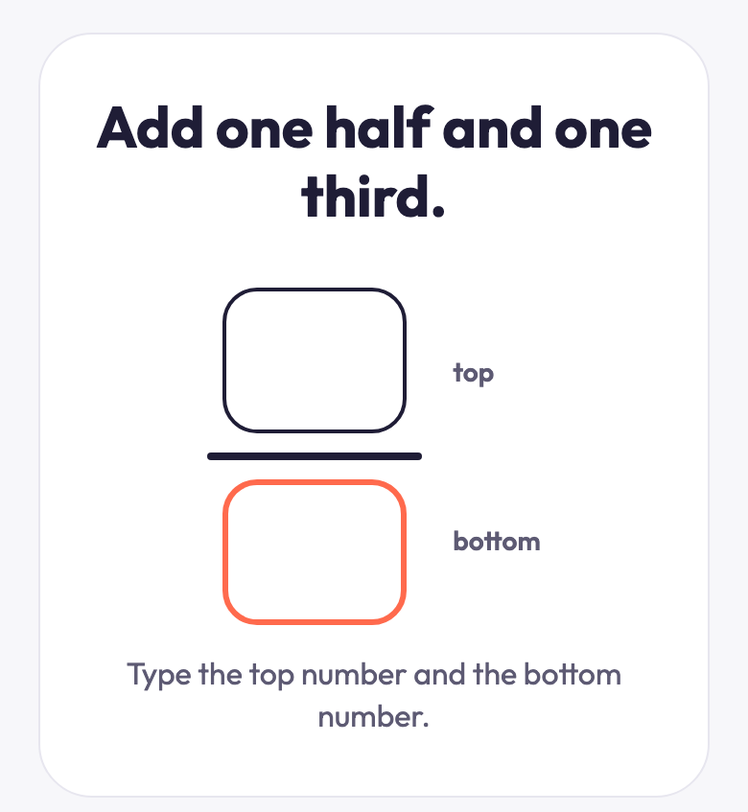 Add one half and one
third.
top
bottom
Type the top number and the bottom
number.